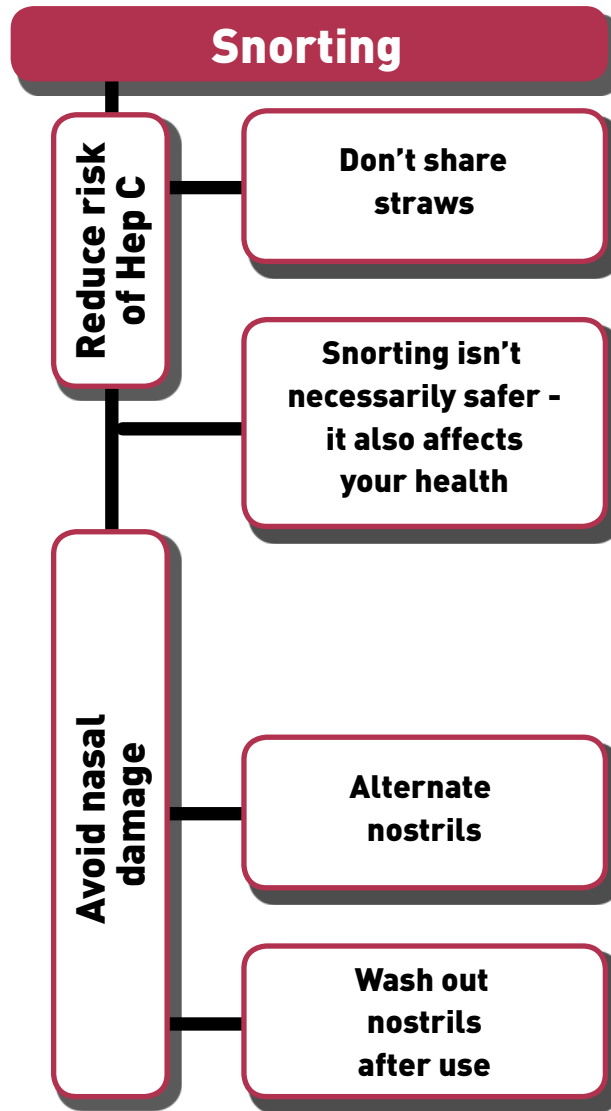 Snorting
Reduce risk
of Hep C
Don't share
straws
Snorting isn't
necessarily safer -
it also affects
your health
Avoid nasal
damage
Alternate
nostrils
Wash out
nostrils
after use